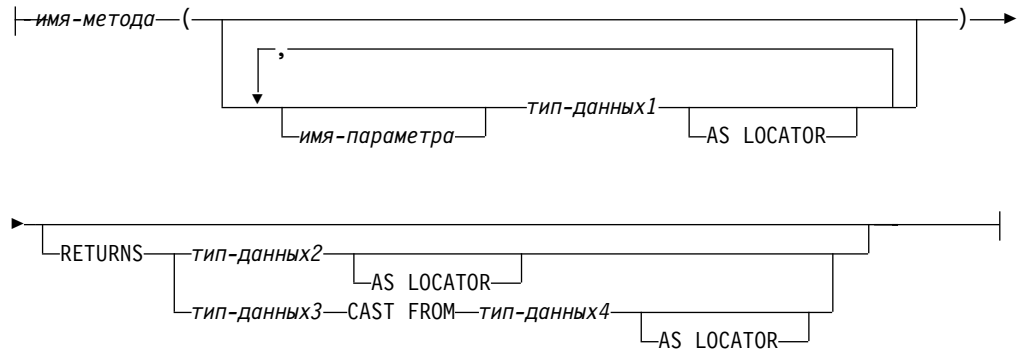 имя-метода ( )
,
тип-данных1
имя-параметра AS LOCATOR
RETURNS тип-данных2
AS LOCATOR
тип-данных3 CAST FROM тип-данных4
AS LOCATOR